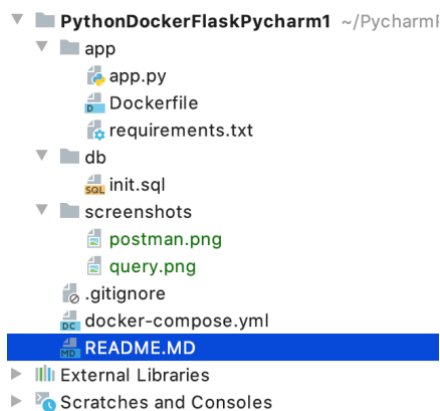 PythonDockerFlaskPycharm1 ~/Pycharm
app
app.py
Dockerfile
requirements.txt
db
init.sql
screenshots
postman.png
query.png
.gitignore
docker-compose.yml
README.MD
External Libraries
Scratches and Consoles